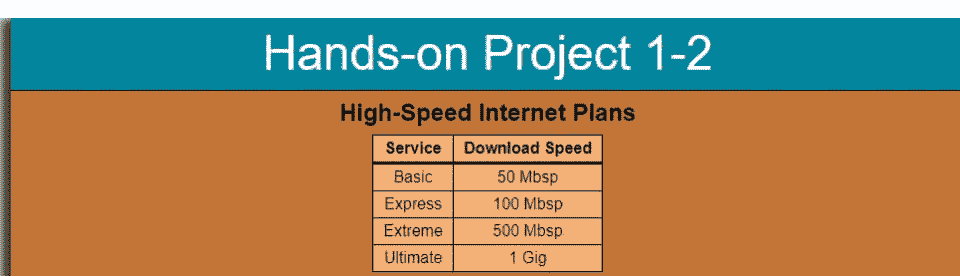 Hands-on Project 1-2
High-Speed Internet Plans
Service Download Speed
Basic 50 Mbsp
Express 100 Mbsp
Extreme 500 Mbsp
Ultimate 1 Gig